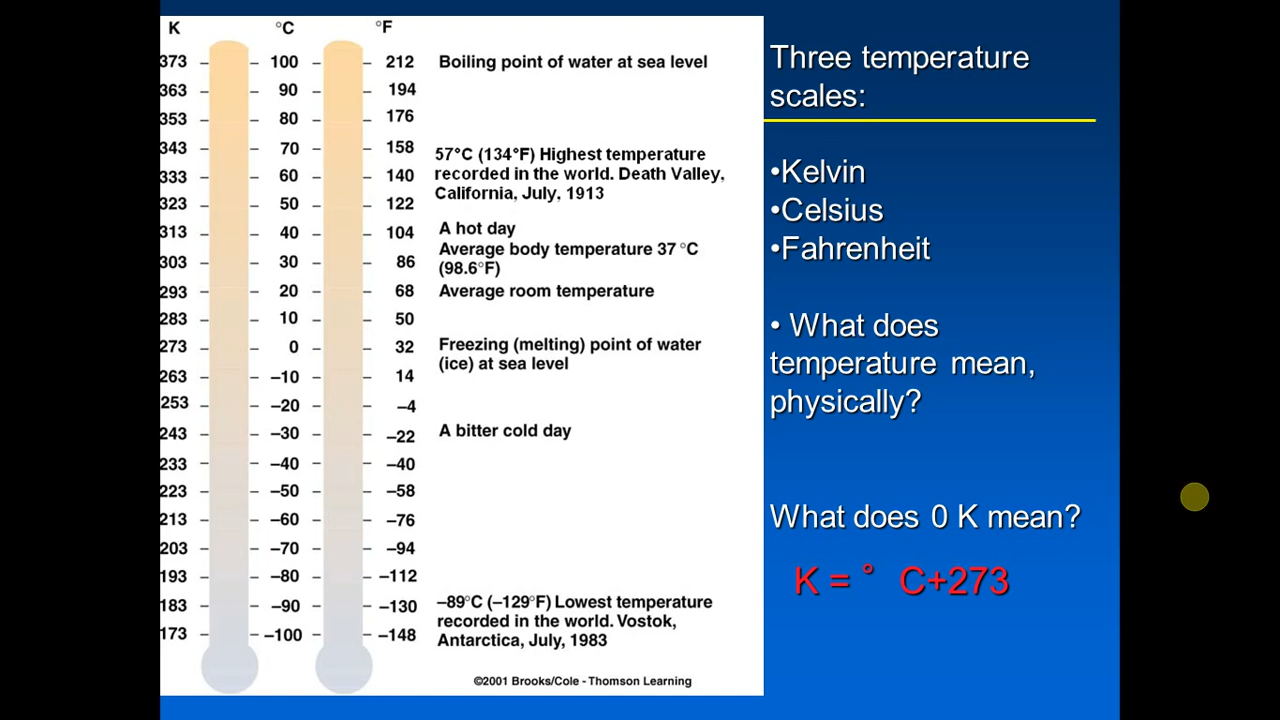 K °C °F
373 100 212 Boiling point of water at sea level
363 90 194
353 80 176
343 70 158
57°C (134°F) Highest temperature
recorded in the world. Death Valley,
California, July, 1913
333 60 140
323 50 122
313 40 104 A hot day
Average body temperature 37 °C
(98.6°F)
303 30 86
293 20 68 Average room temperature
283 10 50
273 0 32 Freezing (melting) point of water
(ice) at sea level
263 –10 14
253 –20 –4
243 –30 –22 A bitter cold day
233 –40 –40
223 –50 –58
213 –60 –76
203 –70 –94
193 –80 –112
183 –90 –130 –89°C (–129°F) Lowest temperature
recorded in the world. Vostok,
Antarctica, July, 1983
173 –100 –148
©2001 Brooks/Cole - Thomson Learning
Three temperature
scales:
•Kelvin
•Celsius
•Fahrenheit
• What does
temperature mean,
physically?
What does 0 K mean?
K = ° C+273